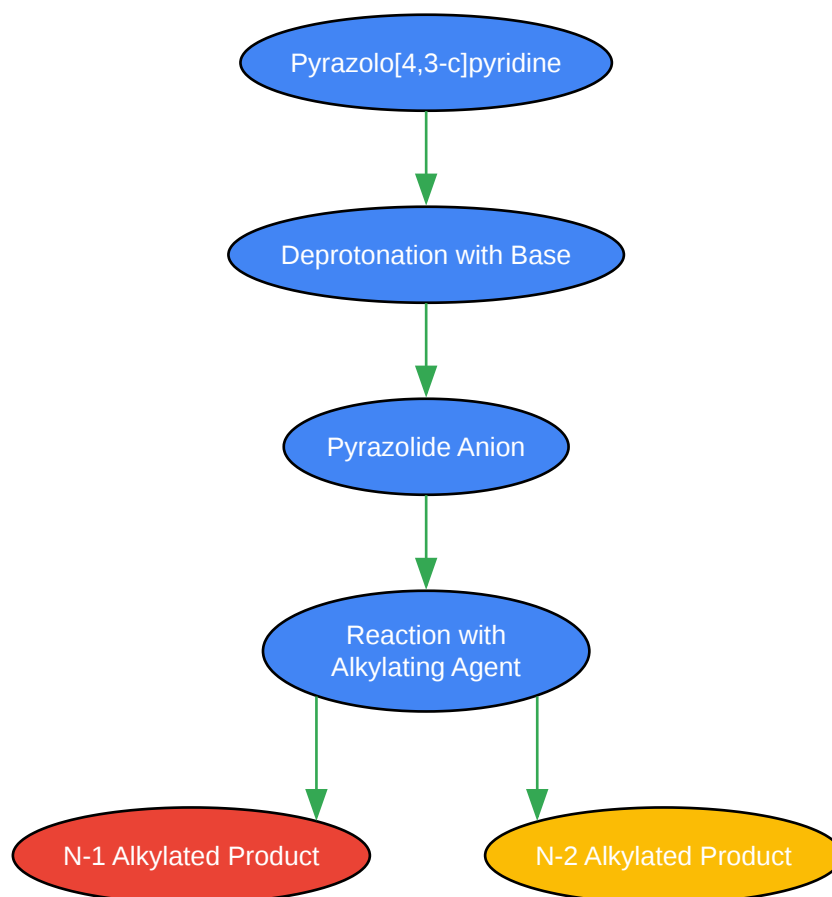 Pyrazolo[4,3-c]pyridine
Deprotonation with Base
Pyrazolide Anion
Reaction with
Alkylating Agent
N-1 Alkylated Product
N-2 Alkylated Product